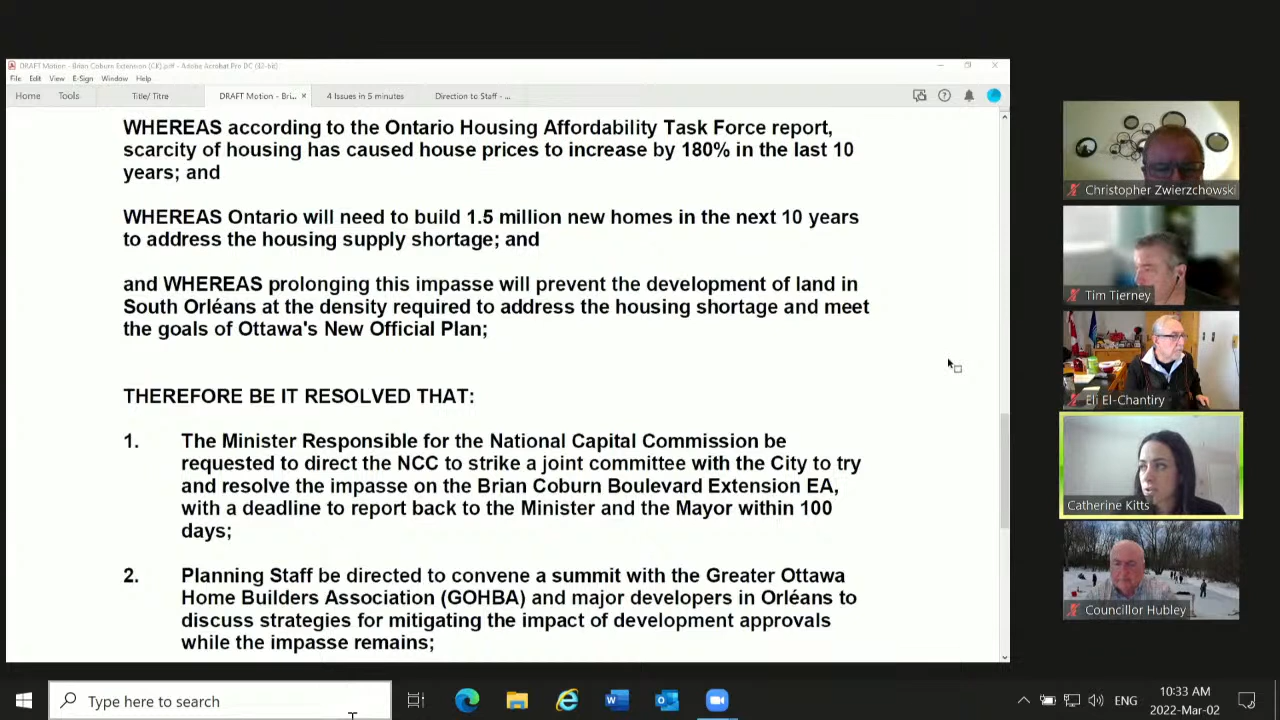 DRAFT Motion - Brian Coburn Extension (CK).pdf - Adobe Acrobat Pro DC (32-bit)
File Edit View E-Sign Window Help
Home Tools Title/ Titre DRAFT Motion - Bri... × 4 Issues in 5 minutes Direction to Staff - ...
WHEREAS according to the Ontario Housing Affordability Task Force report,
scarcity of housing has caused house prices to increase by 180% in the last 10
years; and
WHEREAS Ontario will need to build 1.5 million new homes in the next 10 years
to address the housing supply shortage; and
and WHEREAS prolonging this impasse will prevent the development of land in
South Orléans at the density required to address the housing shortage and meet
the goals of Ottawa's New Official Plan;
THEREFORE BE IT RESOLVED THAT:
1. The Minister Responsible for the National Capital Commission be
requested to direct the NCC to strike a joint committee with the City to try
and resolve the impasse on the Brian Coburn Boulevard Extension EA,
with a deadline to report back to the Minister and the Mayor within 100
days;
2. Planning Staff be directed to convene a summit with the Greater Ottawa
Home Builders Association (GOHBA) and major developers in Orléans to
discuss strategies for mitigating the impact of development approvals
while the impasse remains;
Christopher Zwierzchowski
Tim Tierney
Eli El-Chantiry
Catherine Kitts
Councillor Hubley
Type here to search
ENG
10:33 AM
2022-Mar-02